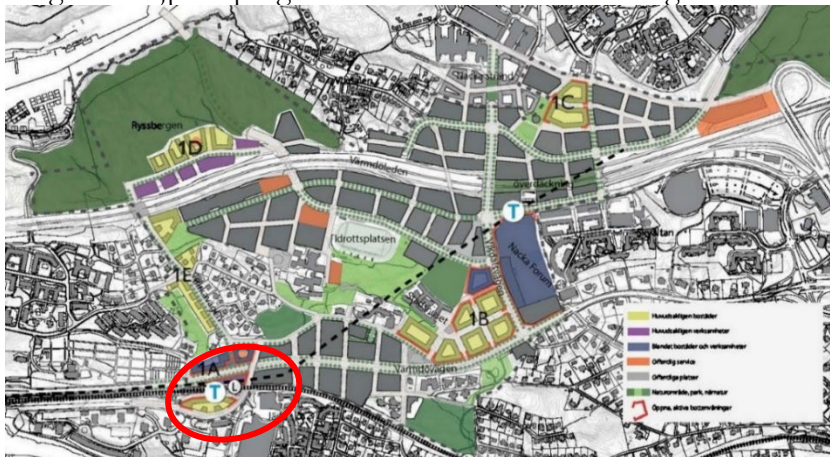 Ryssbergen
1C
1D
Värmdöleden
Överdäckning
T
Idrottsplatsen
Nacka Forum
1E
1B
1A
Värmdövägen
T
L
Huvudsakligen bostäder
Huvudsakligen verksamheter
Blandat bostäder och verksamheter
Offentlig service
Offentliga platser
Naturområde, park, närnatur
Öppna, aktiva bottenvåningar